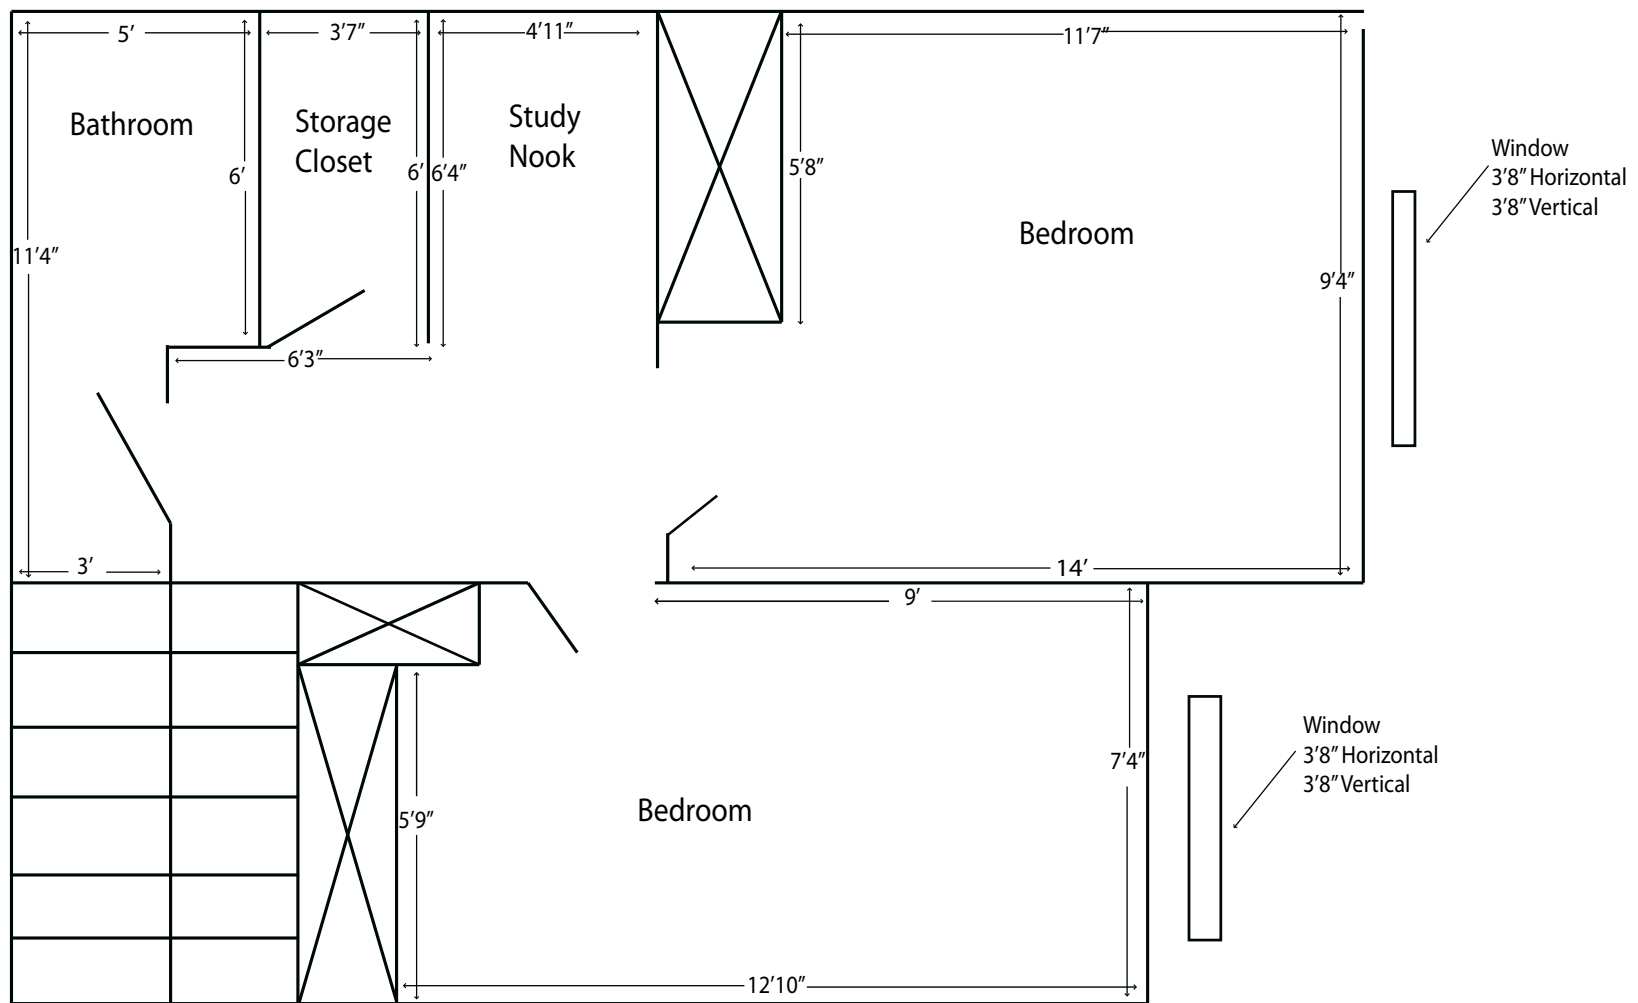 5’
3’7”
4’11”
11’7”
Bathroom
Storage
Closet
Study
Nook
Window
3’8” Horizontal
3’8” Vertical
6’
6’
6’4”
5’8”
Bedroom
11’4”
9’4”
6’3”
3’
14’
9’
Window
3’8” Horizontal
3’8” Vertical
7’4”
5’9”
Bedroom
12’10”